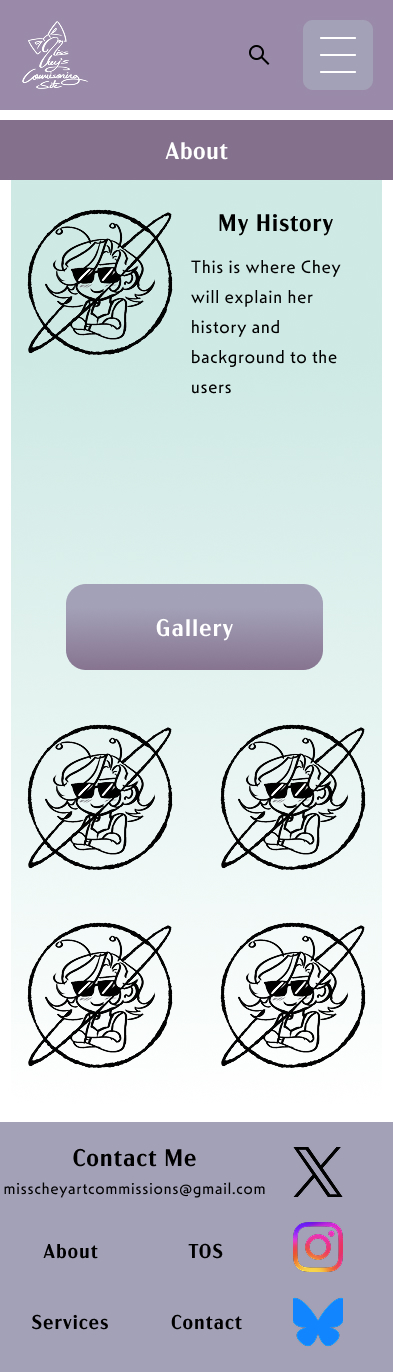 Miss
Chey's
Commissioning
Site
About
My History
This is where Chey
will explain her
history and
background to the
users
Gallery
Contact Me
misscheyartcommissions@gmail.com
About
TOS
Services
Contact